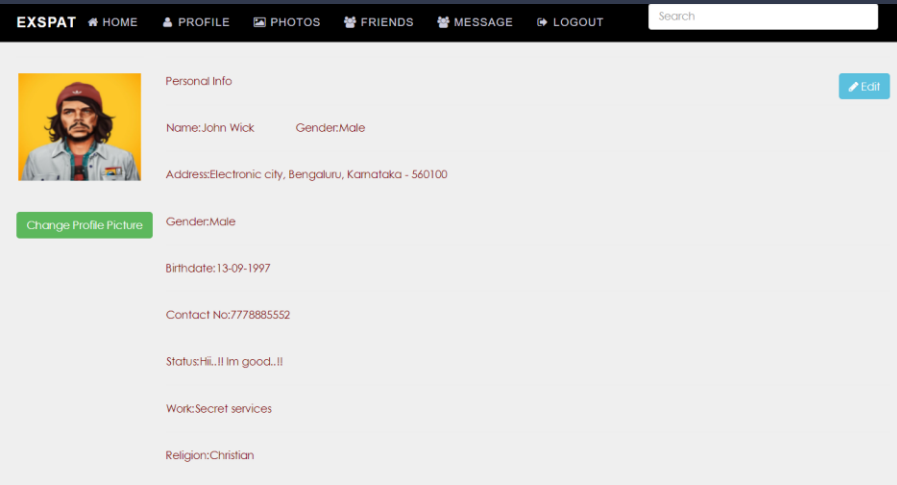 EXSPAT HOME PROFILE PHOTOS FRIENDS MESSAGE LOGOUT Search
Personal Info Edit
Name:John Wick Gender:Male
Address:Electronic city, Bengaluru, Karnataka - 560100
Change Profile Picture Gender:Male
Birthdate:13-09-1997
Contact No:7778885552
Status:Hii..!! Im good..!!
Work:Secret services
Religion:Christian